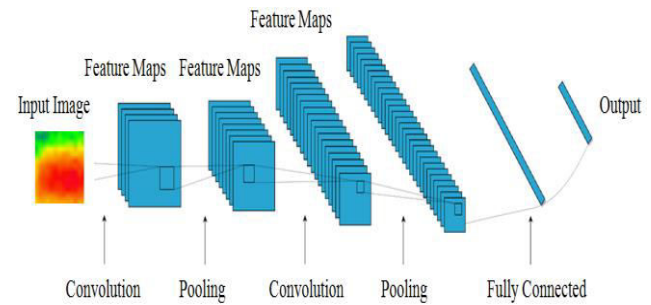 Feature Maps
Feature Maps Feature Maps
Input Image
Output
Convolution Pooling Convolution Pooling Fully Connected